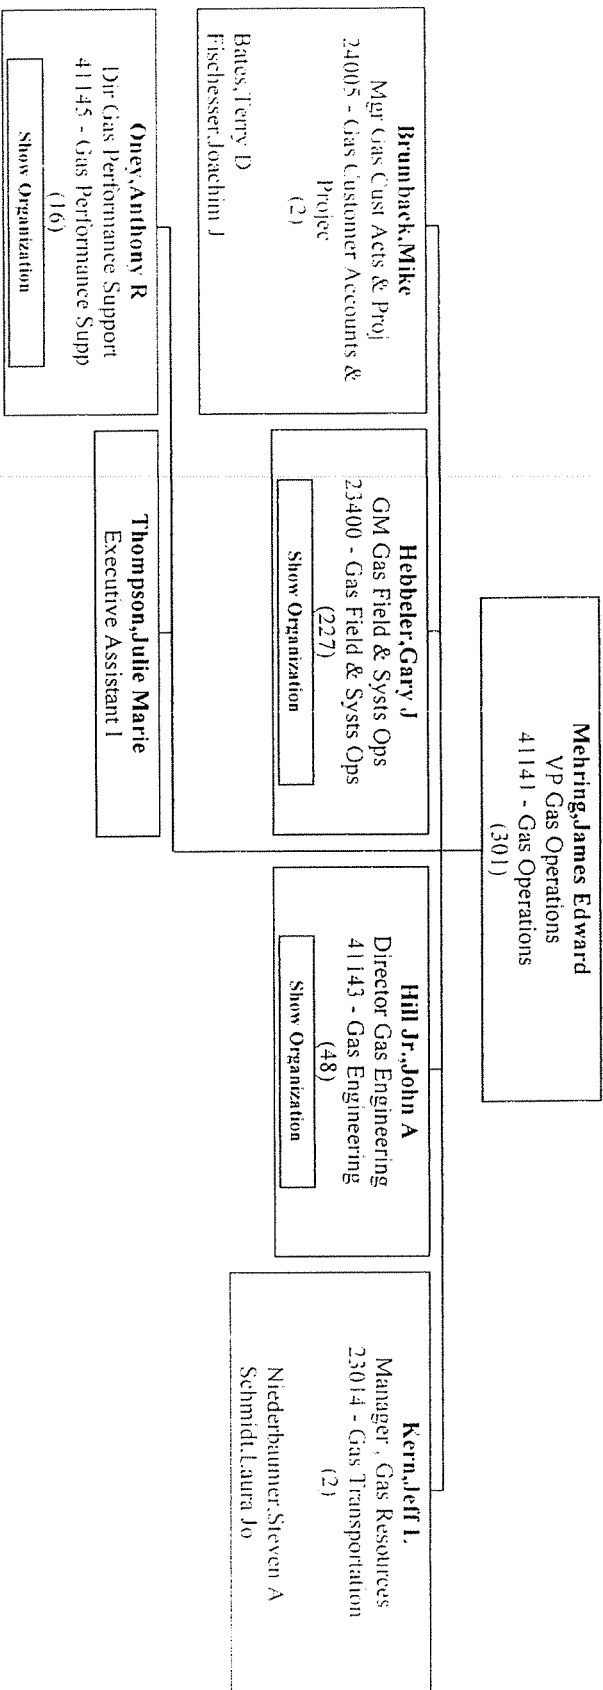 Mehring,James Edward
VP Gas Operations
41141 - Gas Operations
(301)
Brumback,Mike
Mgr Gas Cust Acts & Proj
24005 - Gas Customer Accounts &
Projec
(2)
Bates,Terry D
Fischesser,Joachim J
Hebbeler,Gary J
GM Gas Field & Systs Ops
23400 - Gas Field & Systs Ops
(227)
Show Organization
Hill Jr.,John A
Director Gas Engineering
41143 - Gas Engineering
(48)
Show Organization
Kern,Jeff L
Manager , Gas Resources
23014 - Gas Transportation
(2)
Niederbaumer,Steven A
Schmidt,Laura Jo
Oney,Anthony R
Dir Gas Performance Support
41145 - Gas Performance Supp
(16)
Show Organization
Thompson,Julie Marie
Executive Assistant I